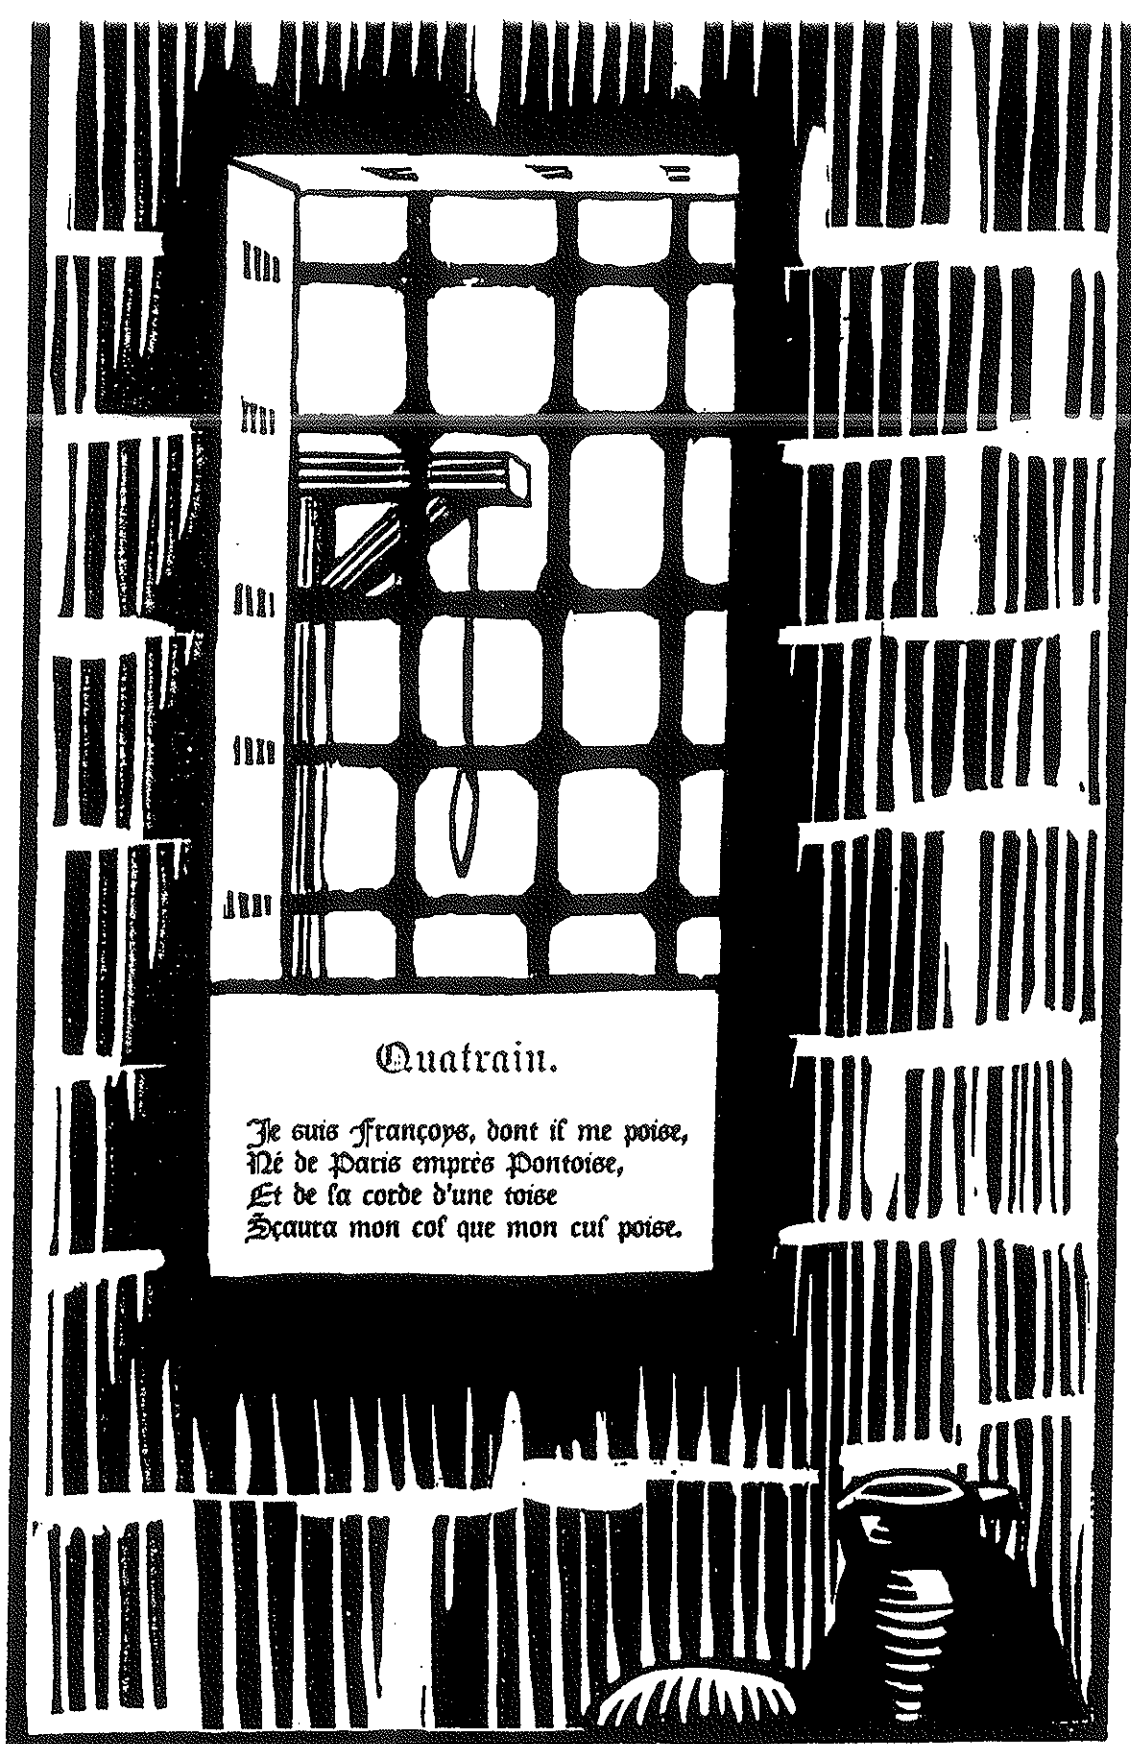 Quatrain.
Je suis Françoys, dont il me poise,
Né de Paris emprès Pontoise,
Et de la corde d'une toise
Sçaura mon col que mon cul poise.